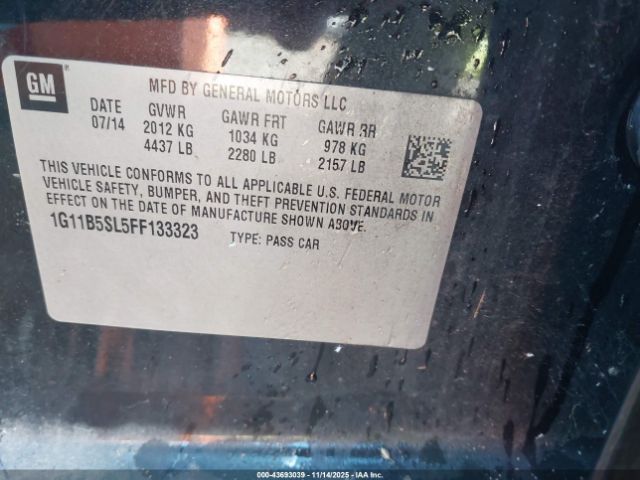 GM
MFD BY GENERAL MOTORS LLC
DATE GVWR GAWR FRT GAWR RR
07/14 2012 KG 1034 KG 978 KG
4437 LB 2280 LB 2157 LB
THIS VEHICLE CONFORMS TO ALL APPLICABLE U.S. FEDERAL MOTOR
VEHICLE SAFETY, BUMPER, AND THEFT PREVENTION STANDARDS IN
EFFECT ON THE DATE OF MANUFACTURE SHOWN ABOVE.
1G11B5SL5FF133323 TYPE: PASS CAR
000-43693039 - 11/14/2025 - © IAA Holdings, LLC